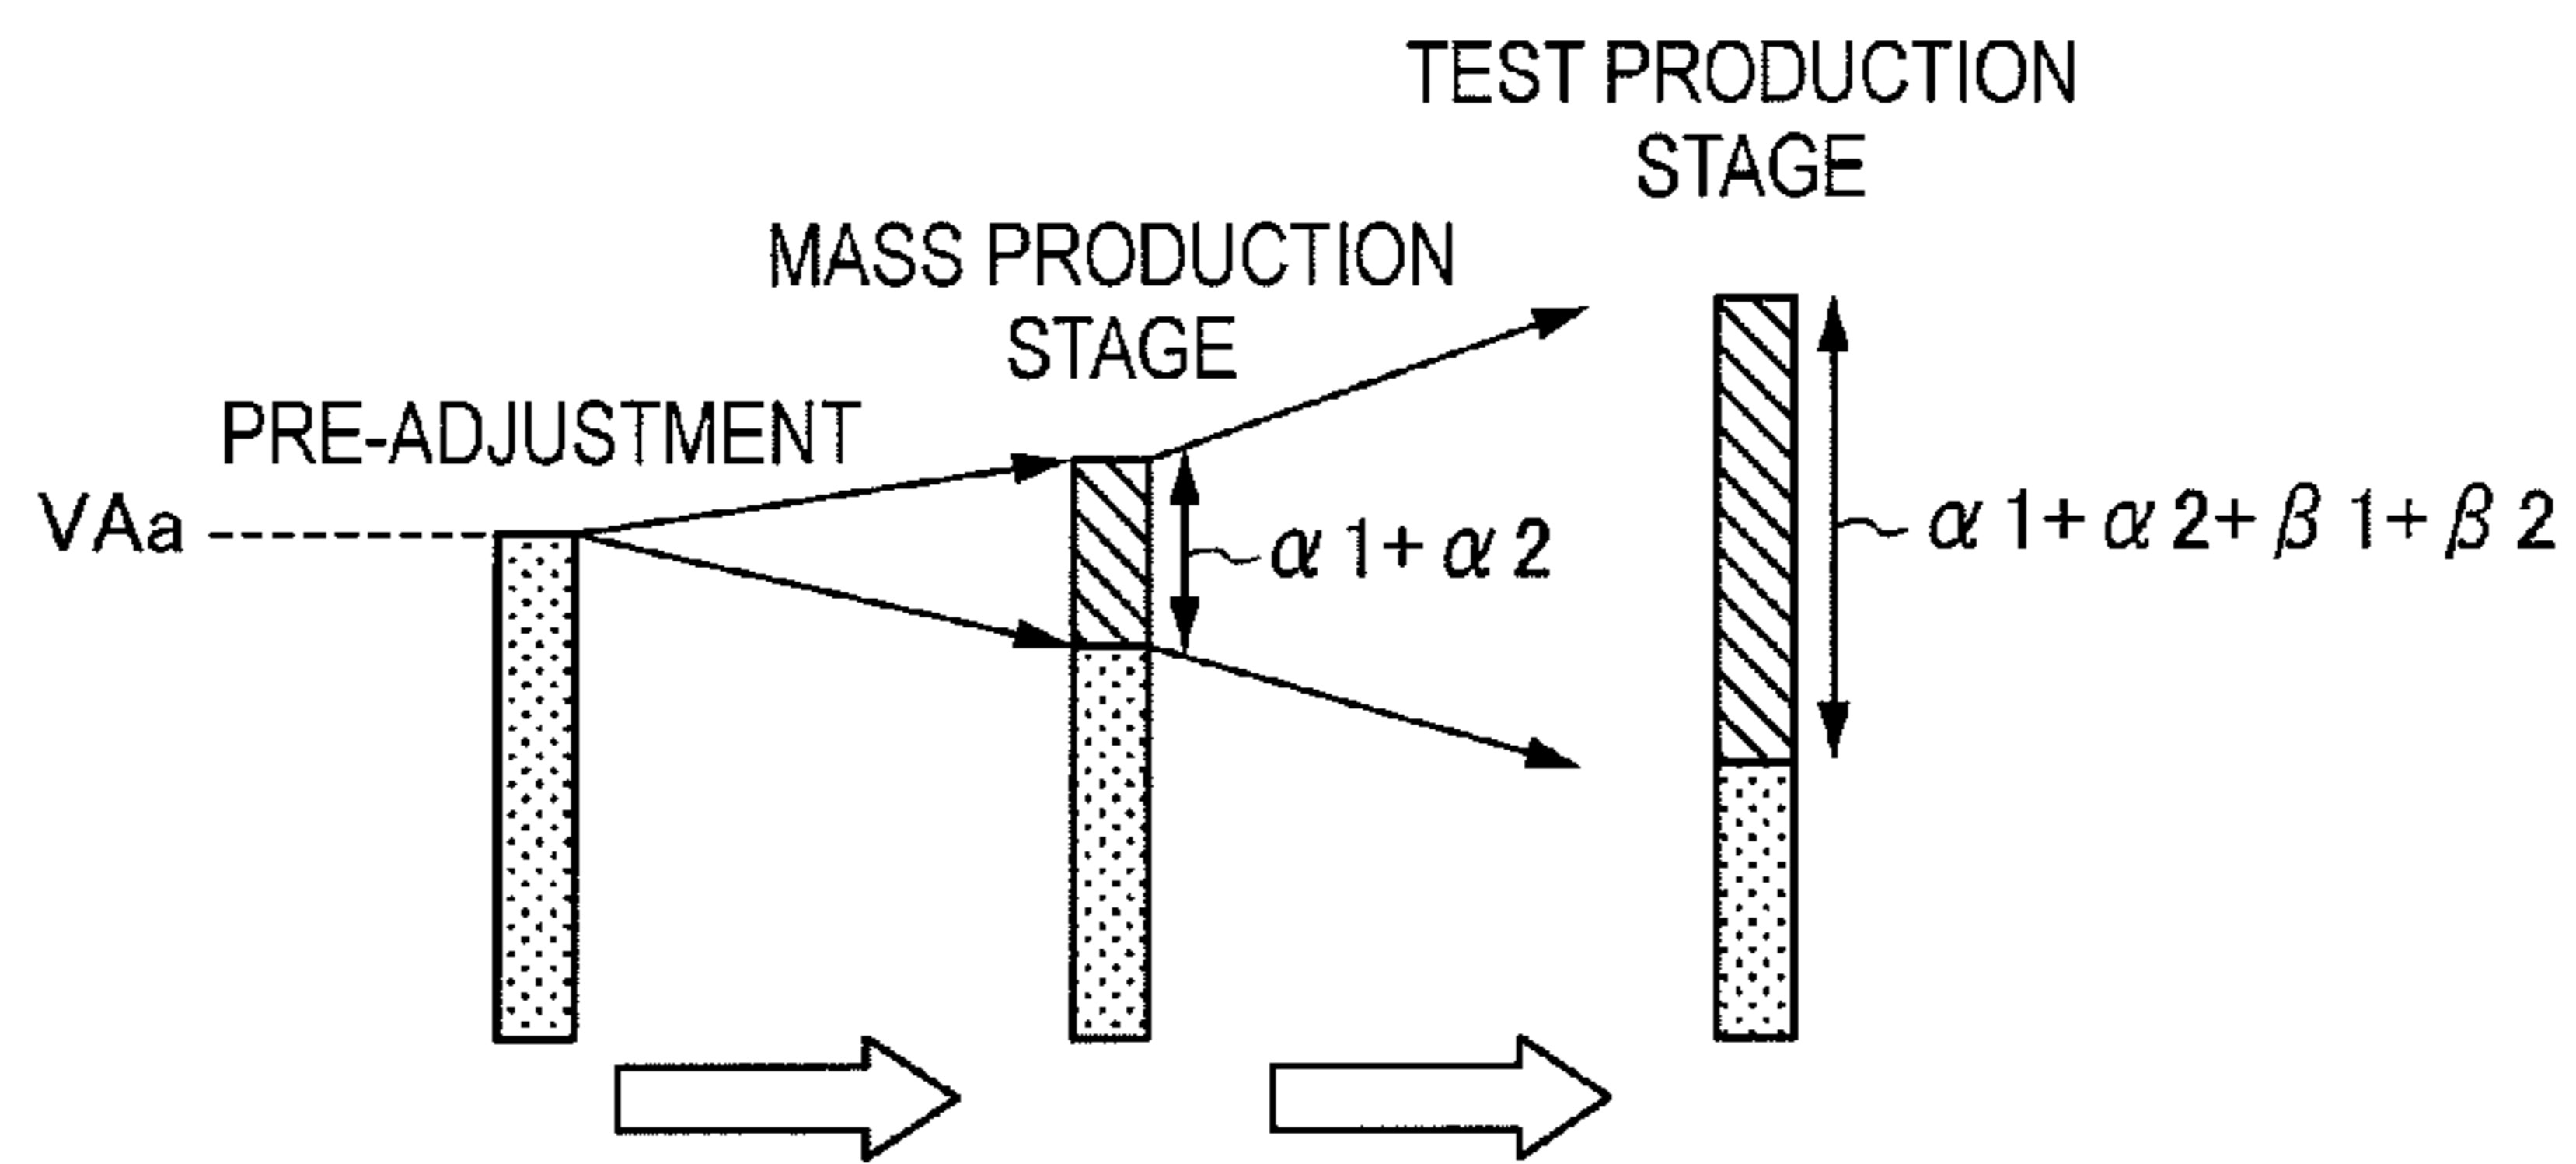 TEST PRODUCTION
STAGE
MASS PRODUCTION
STAGE
PRE-ADJUSTMENT
VAa
α1+α2
α1+α2+β1+β2